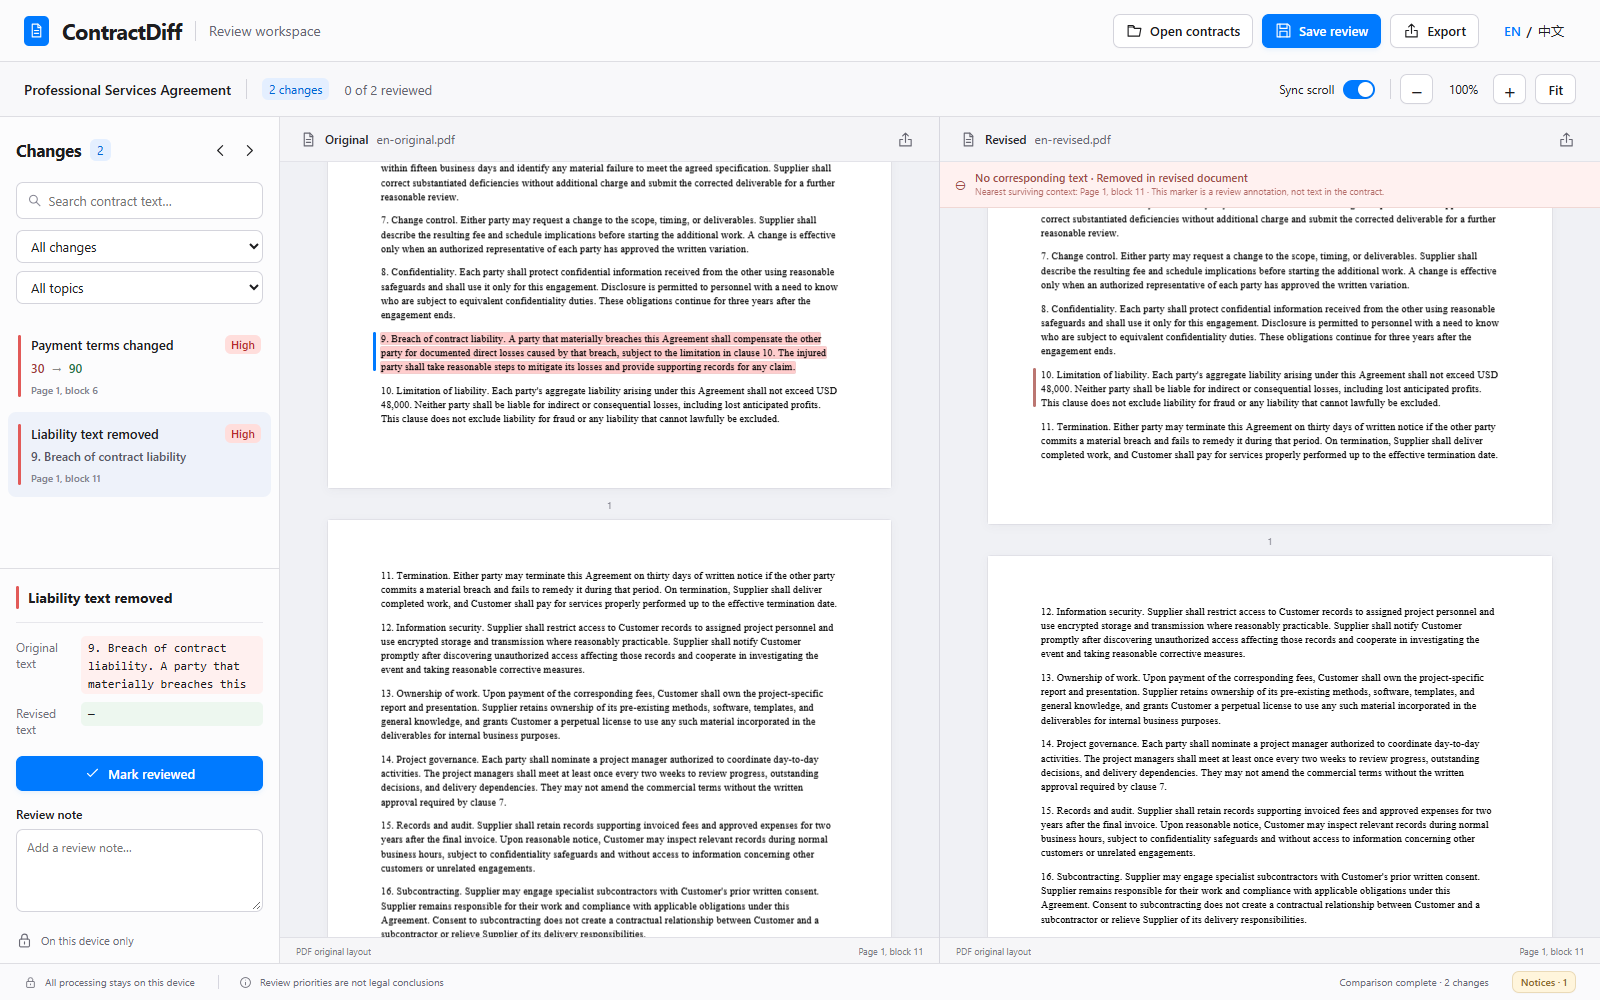 ContractDiff
Review workspace
Open contracts
Save review
Export
EN / 中文
Professional Services Agreement
2 changes
0 of 2 reviewed
Sync scroll
100%
Fit
Changes 2
Search contract text...
All changes
All topics
Payment terms changed
High
30 → 90
Page 1, block 6
Liability text removed
High
9. Breach of contract liability
Page 1, block 11
Liability text removed
Original
text
9. Breach of contract
liability. A party that
materially breaches this
Revised
text
—
Mark reviewed
Review note
Add a review note...
On this device only
Original en-original.pdf
within fifteen business days and identify any material failure to meet the agreed specification. Supplier shall
correct substantiated deficiencies without additional charge and submit the corrected deliverable for a further
reasonable review.
7. Change control. Either party may request a change to the scope, timing, or deliverables. Supplier shall
describe the resulting fee and schedule implications before starting the additional work. A change is effective
only when an authorized representative of each party has approved the written variation.
8. Confidentiality. Each party shall protect confidential information received from the other using reasonable
safeguards and shall use it only for this engagement. Disclosure is permitted to personnel with a need to know
who are subject to equivalent confidentiality duties. These obligations continue for three years after the
engagement ends.
9. Breach of contract liability. A party that materially breaches this Agreement shall compensate the other
party for documented direct losses caused by that breach, subject to the limitation in clause 10. The injured
party shall take reasonable steps to mitigate its losses and provide supporting records for any claim.
10. Limitation of liability. Each party's aggregate liability arising under this Agreement shall not exceed USD
48,000. Neither party shall be liable for indirect or consequential losses, including lost anticipated profits.
This clause does not exclude liability for fraud or any liability that cannot lawfully be excluded.
1
11. Termination. Either party may terminate this Agreement on thirty days of written notice if the other party
commits a material breach and fails to remedy it during that period. On termination, Supplier shall deliver
completed work, and Customer shall pay for services properly performed up to the effective termination date.
12. Information security. Supplier shall restrict access to Customer records to assigned project personnel and
use encrypted storage and transmission where reasonably practicable. Supplier shall notify Customer
promptly after discovering unauthorized access affecting those records and cooperate in investigating the
event and taking reasonable corrective measures.
13. Ownership of work. Upon payment of the corresponding fees, Customer shall own the project-specific
report and presentation. Supplier retains ownership of its pre-existing methods, software, templates, and
general knowledge, and grants Customer a perpetual license to use any such material incorporated in the
deliverables for internal business purposes.
14. Project governance. Each party shall nominate a project manager authorized to coordinate day-to-day
activities. The project managers shall meet at least once every two weeks to review progress, outstanding
decisions, and delivery dependencies. They may not amend the commercial terms without the written
approval required by clause 7.
15. Records and audit. Supplier shall retain records supporting invoiced fees and approved expenses for two
years after the final invoice. Upon reasonable notice, Customer may inspect relevant records during normal
business hours, subject to confidentiality safeguards and without access to information concerning other
customers or unrelated engagements.
16. Subcontracting. Supplier may engage specialist subcontractors with Customer's prior written consent.
Supplier remains responsible for their work and compliance with applicable obligations under this
Agreement. Consent to subcontracting does not create a contractual relationship between Customer and a
subcontractor or relieve Supplier of its delivery responsibilities.
PDF original layout
Page 1, block 11
Revised en-revised.pdf
No corresponding text · Removed in revised document
Nearest surviving context: Page 1, block 11 · This marker is a review annotation, not text in the contract.
correct substantiated deficiencies without additional charge and submit the corrected deliverable for a further
reasonable review.
7. Change control. Either party may request a change to the scope, timing, or deliverables. Supplier shall
describe the resulting fee and schedule implications before starting the additional work. A change is effective
only when an authorized representative of each party has approved the written variation.
8. Confidentiality. Each party shall protect confidential information received from the other using reasonable
safeguards and shall use it only for this engagement. Disclosure is permitted to personnel with a need to know
who are subject to equivalent confidentiality duties. These obligations continue for three years after the
engagement ends.
10. Limitation of liability. Each party's aggregate liability arising under this Agreement shall not exceed USD
48,000. Neither party shall be liable for indirect or consequential losses, including lost anticipated profits.
This clause does not exclude liability for fraud or any liability that cannot lawfully be excluded.
11. Termination. Either party may terminate this Agreement on thirty days of written notice if the other party
commits a material breach and fails to remedy it during that period. On termination, Supplier shall deliver
completed work, and Customer shall pay for services properly performed up to the effective termination date.
1
12. Information security. Supplier shall restrict access to Customer records to assigned project personnel and
use encrypted storage and transmission where reasonably practicable. Supplier shall notify Customer
promptly after discovering unauthorized access affecting those records and cooperate in investigating the
event and taking reasonable corrective measures.
13. Ownership of work. Upon payment of the corresponding fees, Customer shall own the project-specific
report and presentation. Supplier retains ownership of its pre-existing methods, software, templates, and
general knowledge, and grants Customer a perpetual license to use any such material incorporated in the
deliverables for internal business purposes.
14. Project governance. Each party shall nominate a project manager authorized to coordinate day-to-day
activities. The project managers shall meet at least once every two weeks to review progress, outstanding
decisions, and delivery dependencies. They may not amend the commercial terms without the written
approval required by clause 7.
15. Records and audit. Supplier shall retain records supporting invoiced fees and approved expenses for two
years after the final invoice. Upon reasonable notice, Customer may inspect relevant records during normal
business hours, subject to confidentiality safeguards and without access to information concerning other
customers or unrelated engagements.
16. Subcontracting. Supplier may engage specialist subcontractors with Customer's prior written consent.
Supplier remains responsible for their work and compliance with applicable obligations under this
Agreement. Consent to subcontracting does not create a contractual relationship between Customer and a
subcontractor or relieve Supplier of its delivery responsibilities.
PDF original layout
Page 1, block 11
All processing stays on this device
Review priorities are not legal conclusions
Comparison complete · 2 changes
Notices · 1